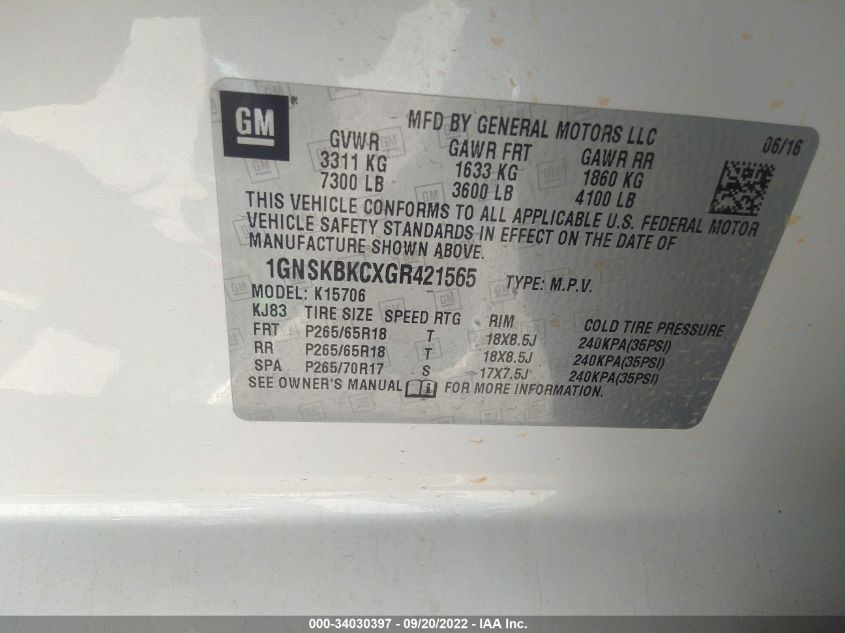 GM
MFD BY GENERAL MOTORS LLC
06/16
GVWR GAWR FRT GAWR RR
3311 KG 1633 KG 1860 KG
7300 LB 3600 LB 4100 LB
THIS VEHICLE CONFORMS TO ALL APPLICABLE U.S. FEDERAL MOTOR
VEHICLE SAFETY STANDARDS IN EFFECT ON THE DATE OF
MANUFACTURE SHOWN ABOVE.
1GNSKBKCXGR421565 TYPE: M.P.V.
MODEL: K15706
KJ83 TIRE SIZE SPEED RTG RIM COLD TIRE PRESSURE
FRT P265/65R18 T 18X8.5J 240KPA(35PSI)
RR P265/65R18 T 18X8.5J 240KPA(35PSI)
SPA P265/70R17 S 17X7.5J 240KPA(35PSI)
SEE OWNER'S MANUAL FOR MORE INFORMATION.
000-34030397 - 09/20/2022 - IAA Inc.